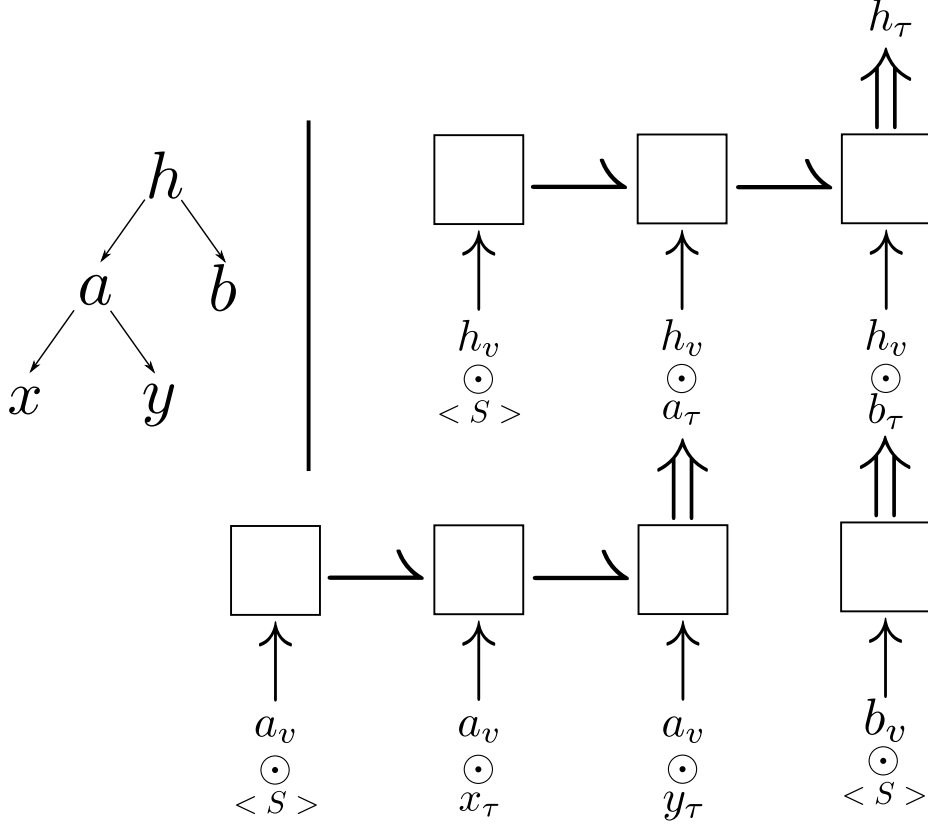 h
a b
x y
h_τ
h_v h_v h_v
⊙ ⊙ ⊙
< S > a_τ b_τ
a_v a_v a_v b_v
⊙ ⊙ ⊙ ⊙
< S > x_τ y_τ < S >